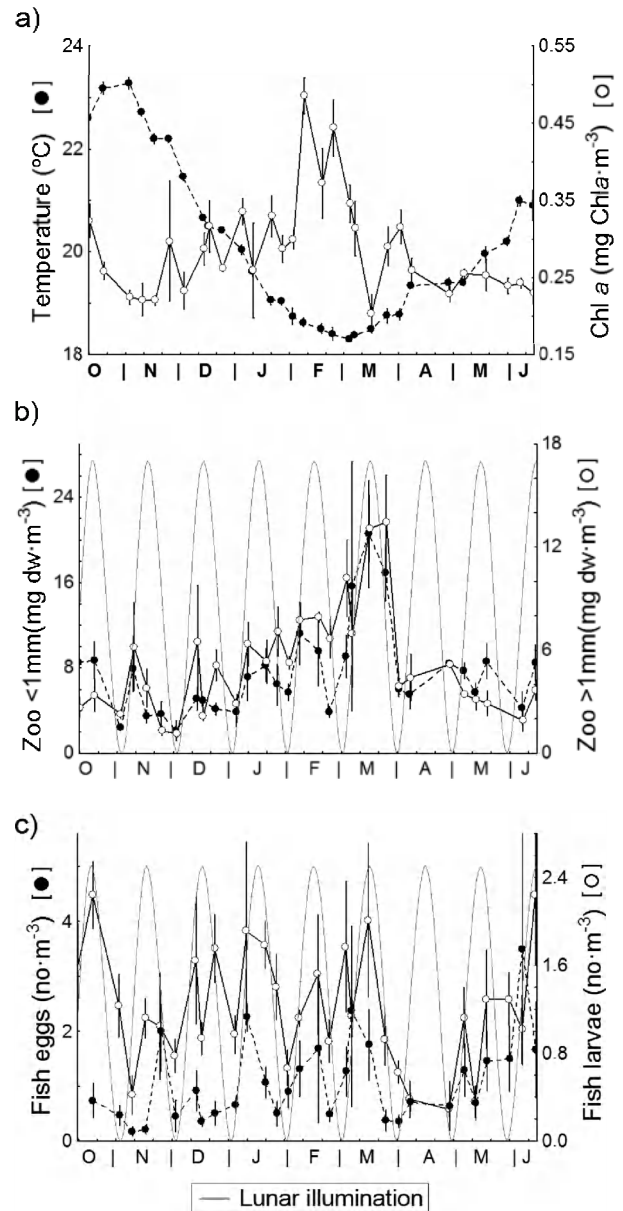 a)
24
22
20
18
Temperature (°C) [●]
0.55
0.45
0.35
0.25
0.15
Chl a (mg Chla·m-3) [○]
O | N | D | J | F | M | A | M | J
b)
24
16
8
0
Zoo <1mm(mg dw·m-3) [●]
18
12
6
0
Zoo >1mm(mg dw·m-3) [○]
O | N | D | J | F | M | A | M | J
c)
4
2
0
Fish eggs (no·m-3) [●]
2.4
1.6
0.8
0.0
Fish larvae (no·m-3) [○]
O | N | D | J | F | M | A | M | J
Lunar illumination